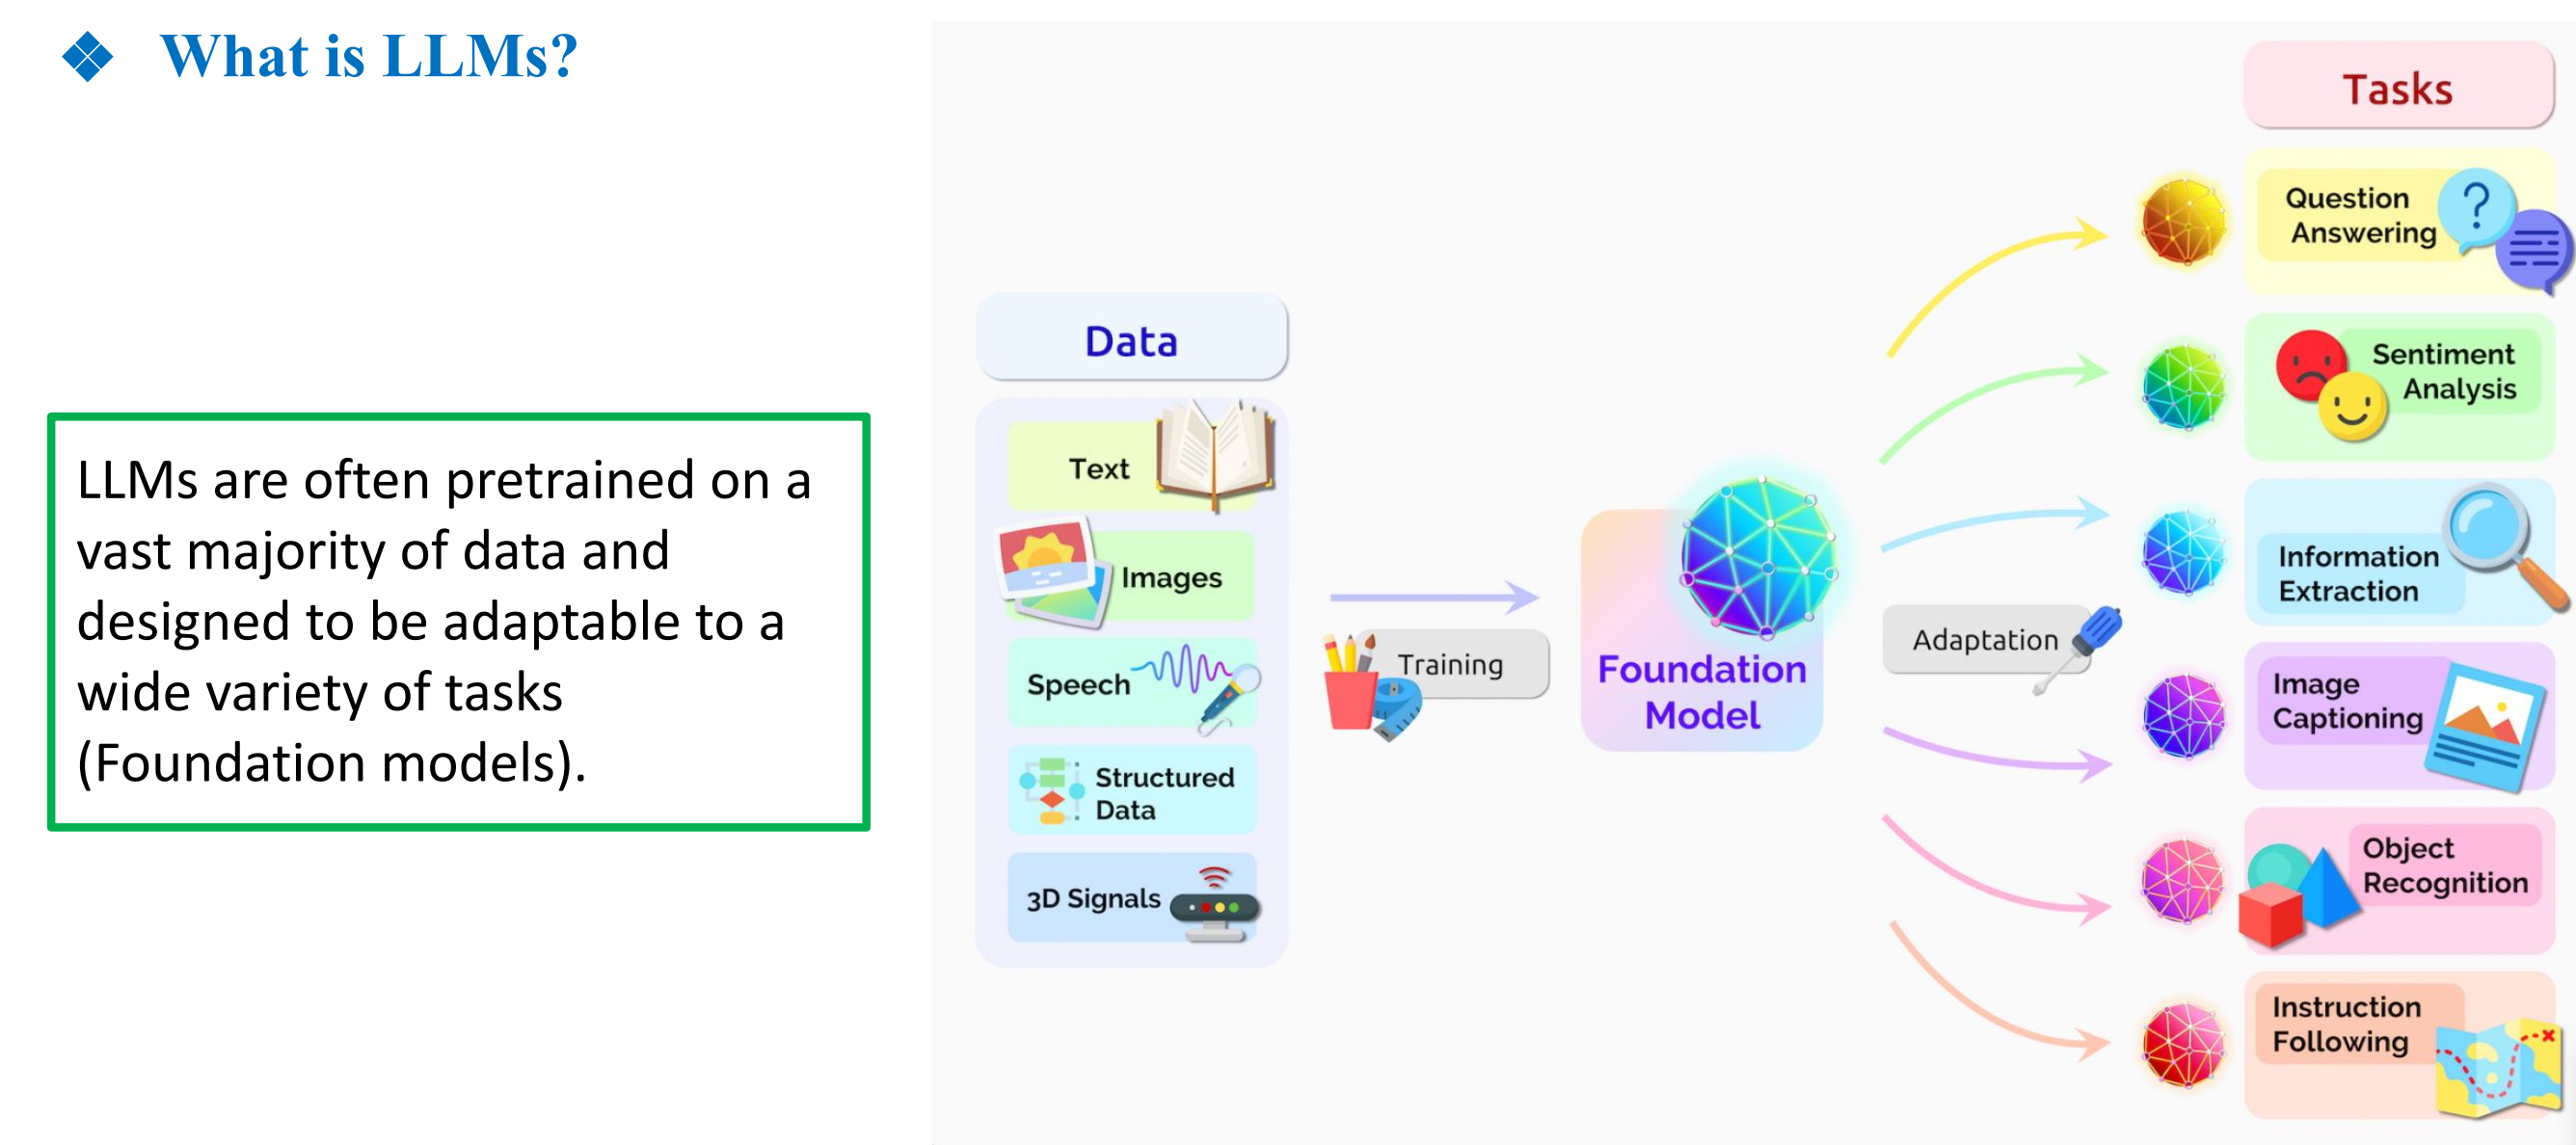 What is LLMs?
LLMs are often pretrained on a
vast majority of data and
designed to be adaptable to a
wide variety of tasks
(Foundation models).
Data
Text
Images
Speech
Structured
Data
3D Signals
Training
Foundation
Model
Adaptation
Tasks
Question
Answering
Sentiment
Analysis
Information
Extraction
Image
Captioning
Object
Recognition
Instruction
Following